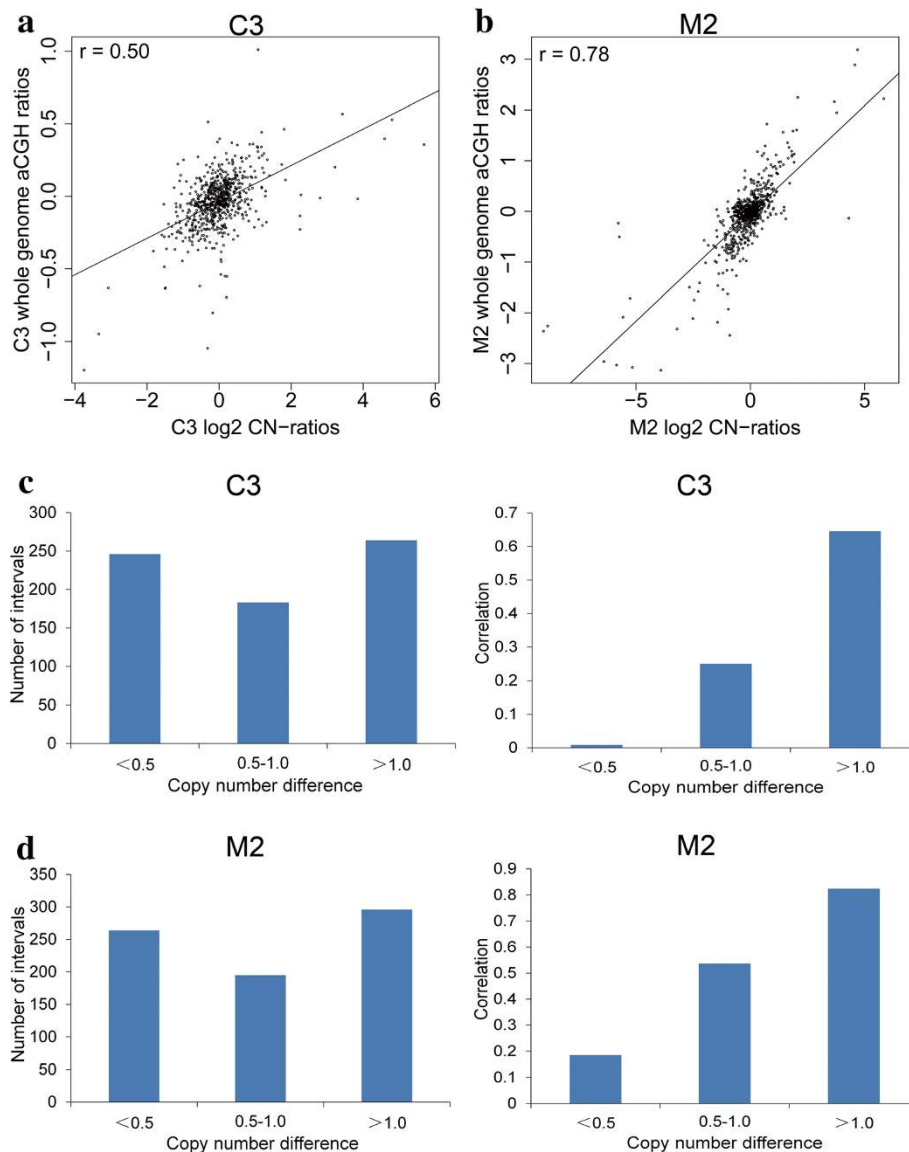 a
C3
r = 0.50
C3 whole genome aCGH ratios
1.0
0.5
0.0
−0.5
−1.0
−4 −2 0 2 4 6
C3 log2 CN−ratios
b
M2
r = 0.78
M2 whole genome aCGH ratios
3
2
1
0
−1
−2
−3
−5 0 5
M2 log2 CN−ratios
c
C3
Number of intervals
300
250
200
150
100
50
0
<0.5 0.5-1.0 >1.0
Copy number difference
C3
Correlation
0.7
0.6
0.5
0.4
0.3
0.2
0.1
0
<0.5 0.5-1.0 >1.0
Copy number difference
d
M2
Number of intervals
350
300
250
200
150
100
50
0
<0.5 0.5-1.0 >1.0
Copy number difference
M2
Correlation
0.9
0.8
0.7
0.6
0.5
0.4
0.3
0.2
0.1
0
<0.5 0.5-1.0 >1.0
Copy number difference